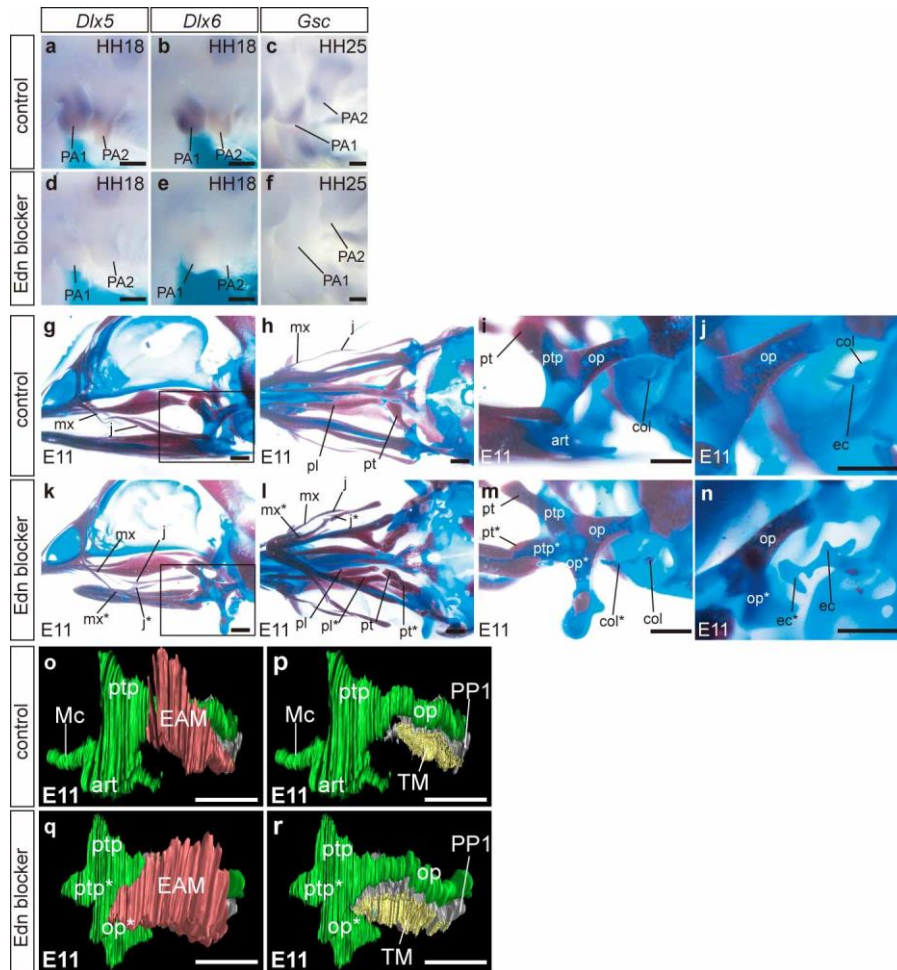 Dlx5 Dlx6 Gsc
control
a HH18 b HH18 c HH25
PA1 PA2 PA1 PA2 PA1 PA2
Edn blocker
d HH18 e HH18 f HH25
PA1 PA2 PA1 PA2 PA1 PA2
control
g mx j E11
h mx j pl pt E11
i pt ptp op col art E11
j op col ec E11
Edn blocker
k mx j mx* j* E11
l mx* mx j j* pl pl* pt pt* E11
m pt ptp op pt* ptp* op* col* col E11
n op op* ec* ec E11
control
o ptp EAM Mc art E11
p ptp op PP1 Mc TM art E11
Edn blocker
q ptp EAM ptp* op* E11
r ptp op PP1 ptp* op* TM E11